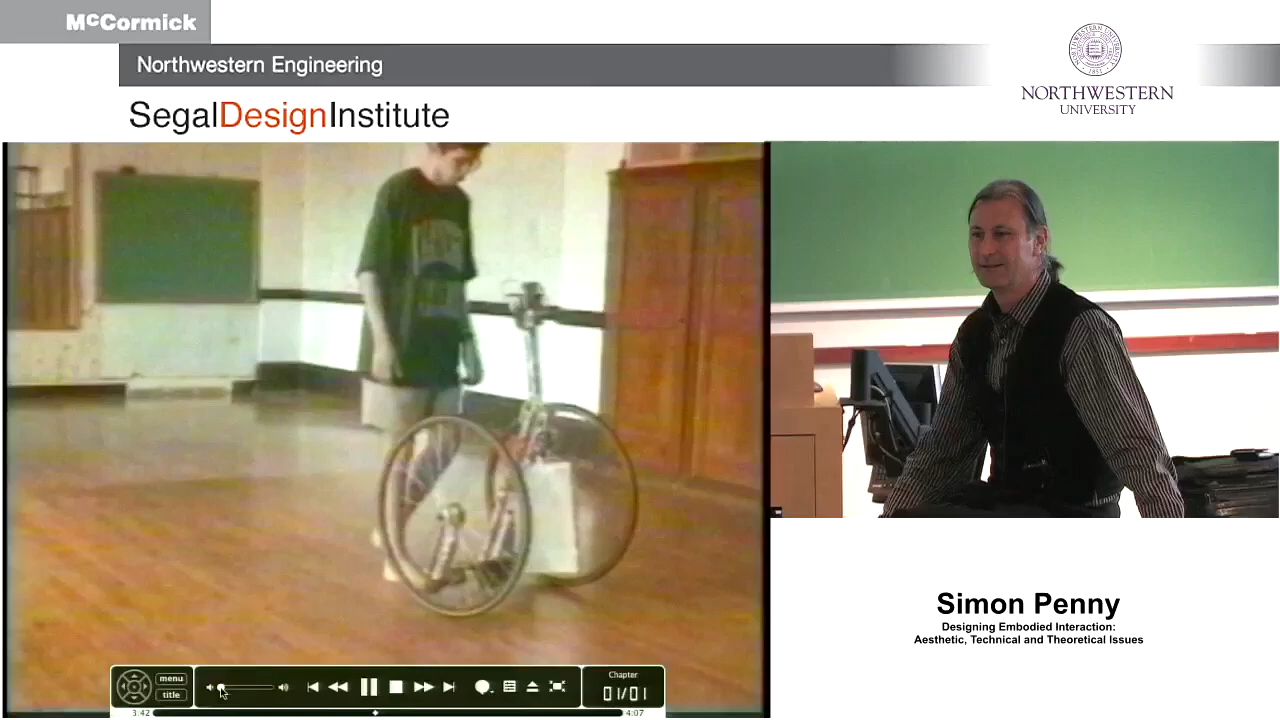 McCormick
Northwestern Engineering
SegalDesignInstitute
NORTHWESTERN
UNIVERSITY
menu
title
Chapter
01/01
3:42
4:07
Simon Penny
Designing Embodied Interaction:
Aesthetic, Technical and Theoretical Issues